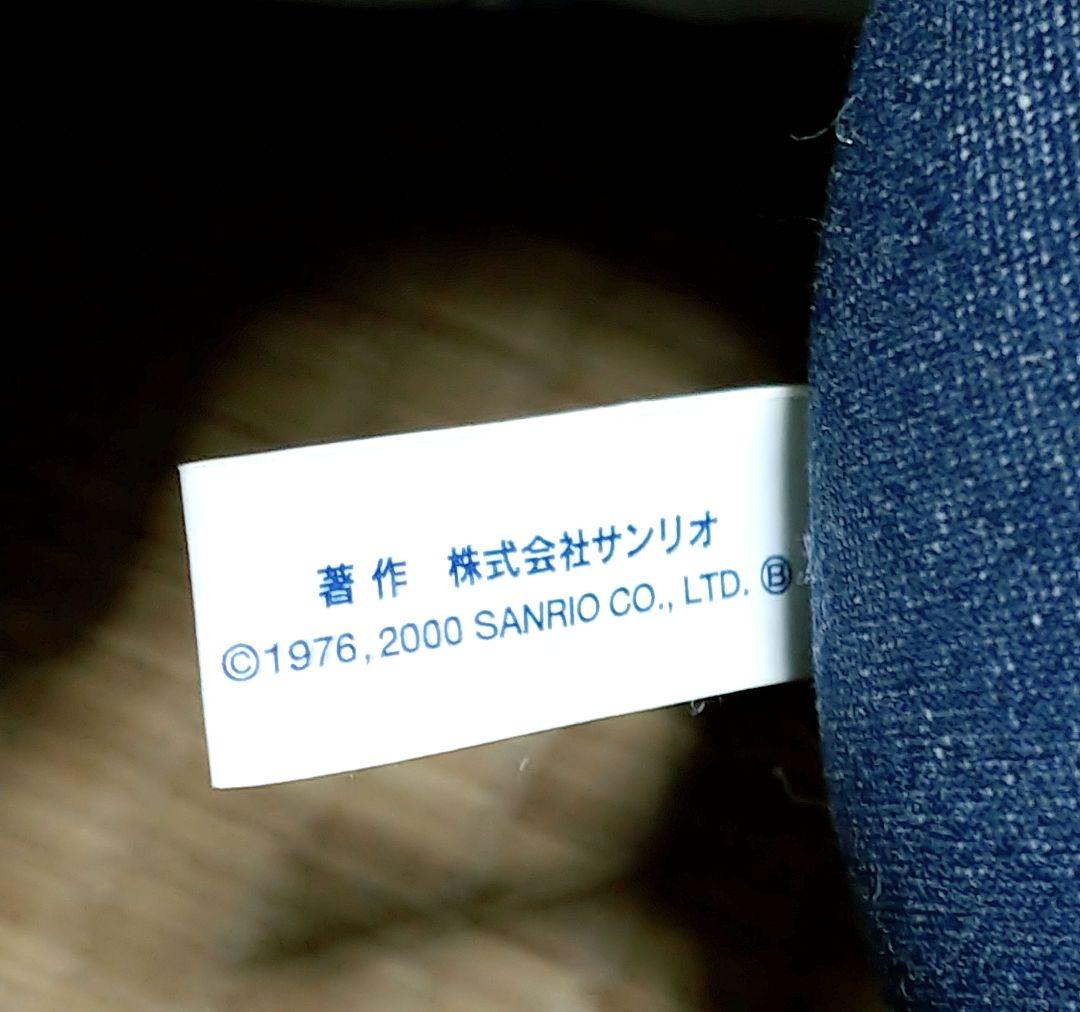 著作 株式会社サンリオ
©1976, 2000 SANRIO CO., LTD. Ⓑ